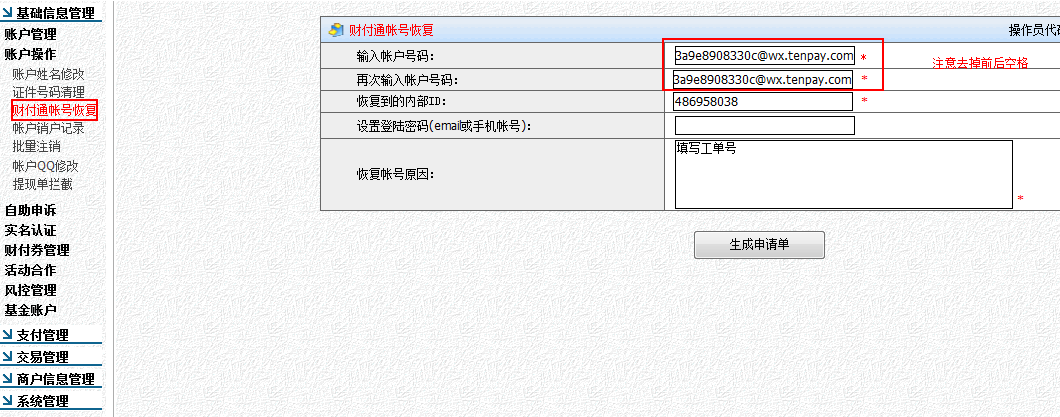 基础信息管理
账户管理
账户操作
账户姓名修改
证件号码清理
财付通帐号恢复
帐户销户记录
批量注销
帐户QQ修改
提现单拦截
自助申诉
实名认证
财付券管理
活动合作
风控管理
基金账户
支付管理
交易管理
商户信息管理
系统管理
财付通帐号恢复 操作员代码
输入帐户号码: 3a9e8908330c@wx.tenpay.com * 注意去掉前后空格
再次输入帐户号码: 3a9e8908330c@wx.tenpay.com *
恢复到的内部ID: 486958038 *
设置登陆密码(email或手机帐号):
恢复帐号原因: 填写工单号 *
生成申请单